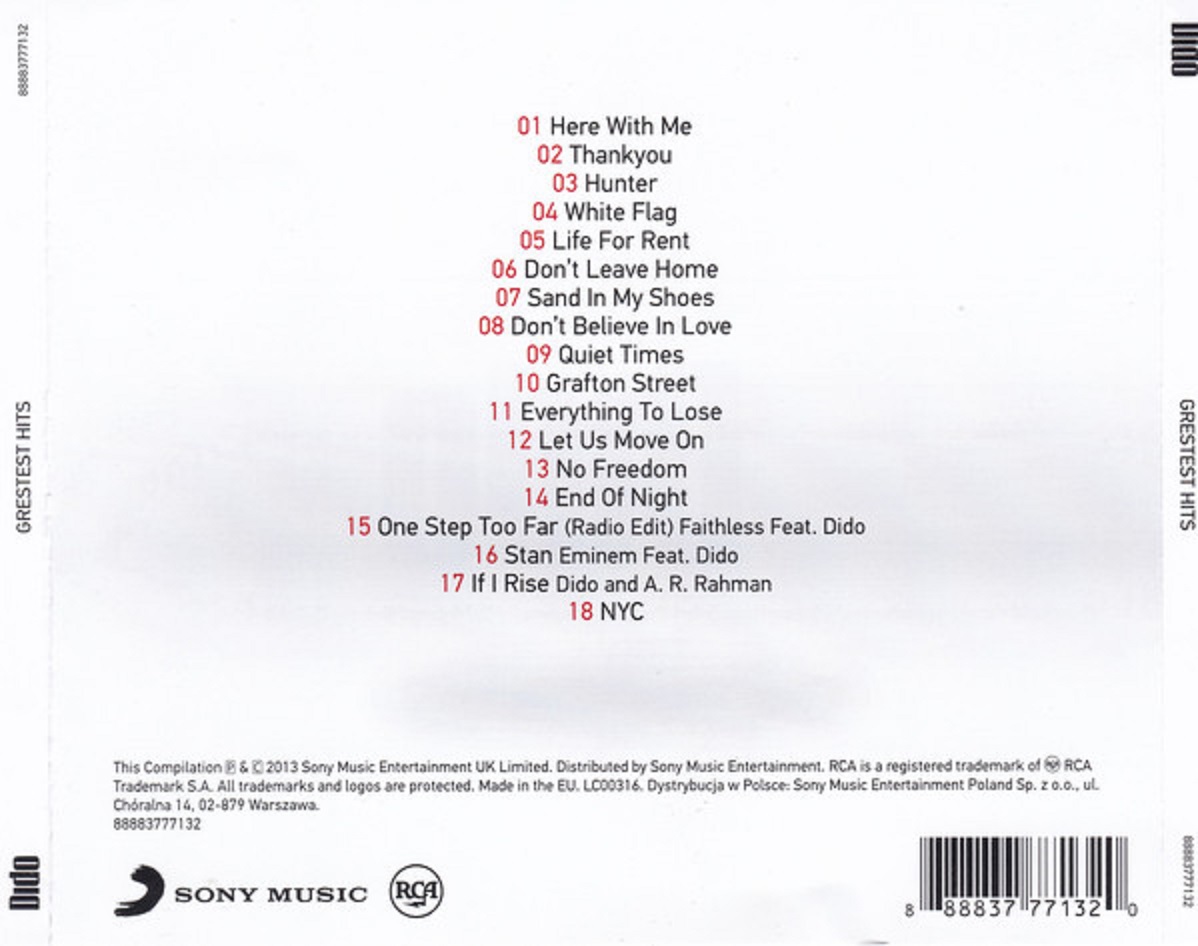 88883777132
GRESTEST HITS
Dido
01 Here With Me
02 Thankyou
03 Hunter
04 White Flag
05 Life For Rent
06 Don't Leave Home
07 Sand In My Shoes
08 Don't Believe In Love
09 Quiet Times
10 Grafton Street
11 Everything To Lose
12 Let Us Move On
13 No Freedom
14 End Of Night
15 One Step Too Far (Radio Edit) Faithless Feat. Dido
16 Stan Eminem Feat. Dido
17 If I Rise Dido and A. R. Rahman
18 NYC
This Compilation ℗ & © 2013 Sony Music Entertainment UK Limited. Distributed by Sony Music Entertainment. RCA is a registered trademark of RCA
Trademark S.A. All trademarks and logos are protected. Made in the EU. LC00316. Dystrybucja w Polsce: Sony Music Entertainment Poland Sp. z o.o., ul.
Chóralna 14, 02-879 Warszawa.
88883777132
SONY MUSIC
RCA
8 88837 77132 0
Dido
GRESTEST HITS
88883777132